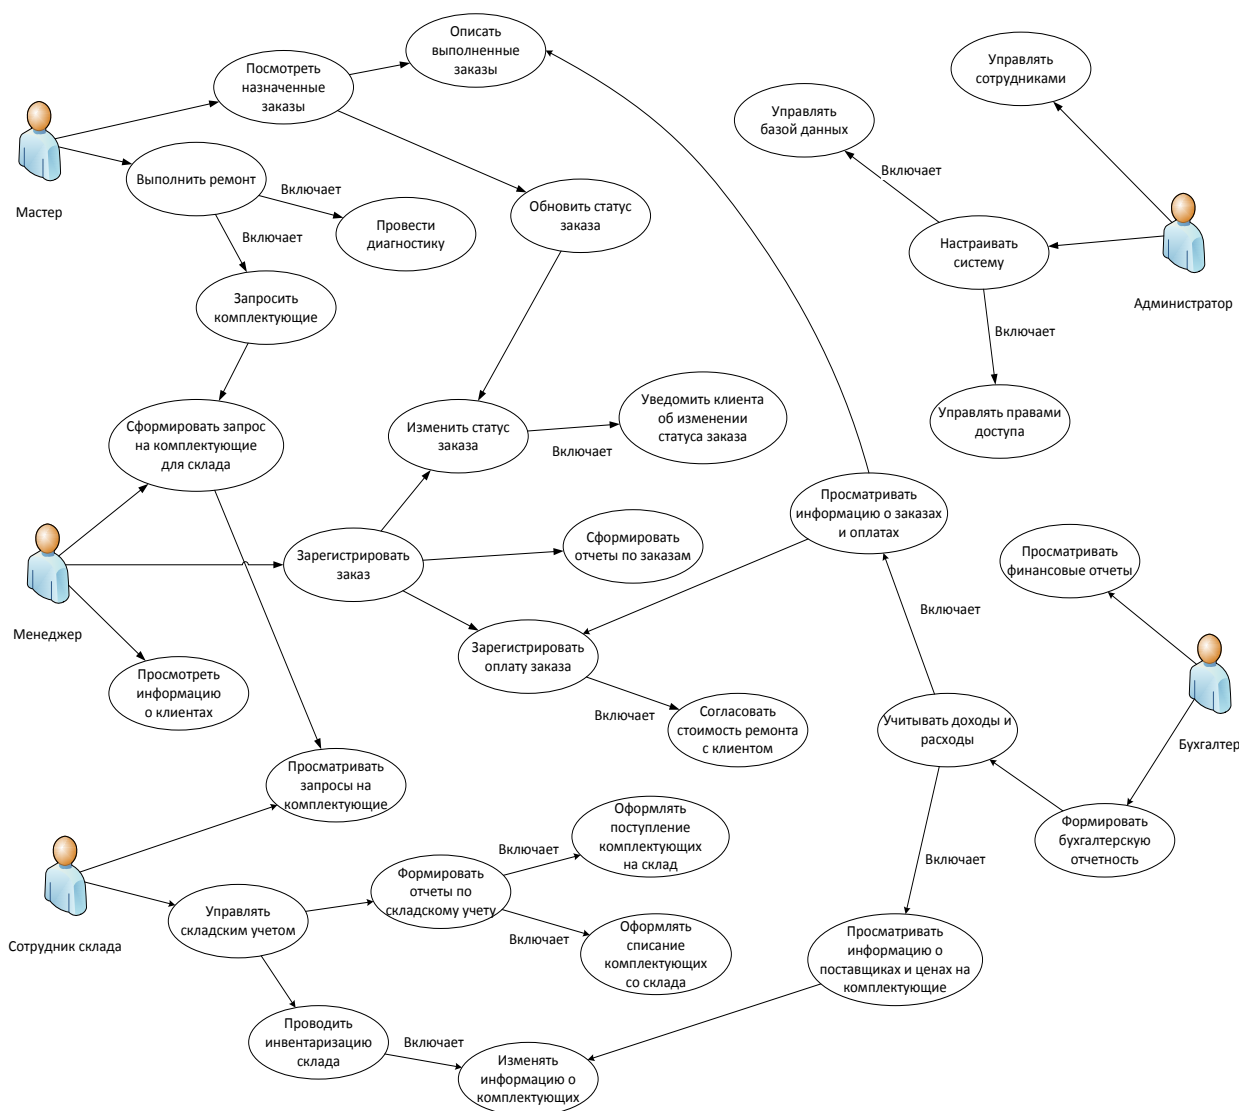 Описать
выполненные
заказы
Посмотреть
назначенные
заказы
Управлять
сотрудниками
Управлять
базой данных
Мастер
Выполнить ремонт
Включает
Провести
диагностику
Включает
Обновить статус
заказа
Включает
Настраивать
систему
Администратор
Запросить
комплектующие
Включает
Сформировать запрос
на комплектующие
для склада
Изменить статус
заказа
Уведомить клиента
об изменении
статуса заказа
Включает
Управлять правами
доступа
Просматривать
информацию о заказах
и оплатах
Менеджер
Зарегистрировать
заказ
Сформировать
отчеты по заказам
Просматривать
финансовые отчеты
Включает
Зарегистрировать
оплату заказа
Просмотреть
информацию
о клиентах
Включает
Согласовать
стоимость ремонта
с клиентом
Учитывать доходы и
расходы
Бухгалтер
Просматривать
запросы на
комплектующие
Формировать
бухгалтерскую
отчетность
Включает
Оформлять
поступление
комплектующих
на склад
Включает
Формировать
отчеты по
складскому учету
Сотрудник склада
Управлять
складским учетом
Включает
Оформлять
списание
комплектующих
со склада
Просматривать
информацию о
поставщиках и ценах на
комплектующие
Проводить
инвентаризацию
склада
Включает
Изменять
информацию о
комплектующих